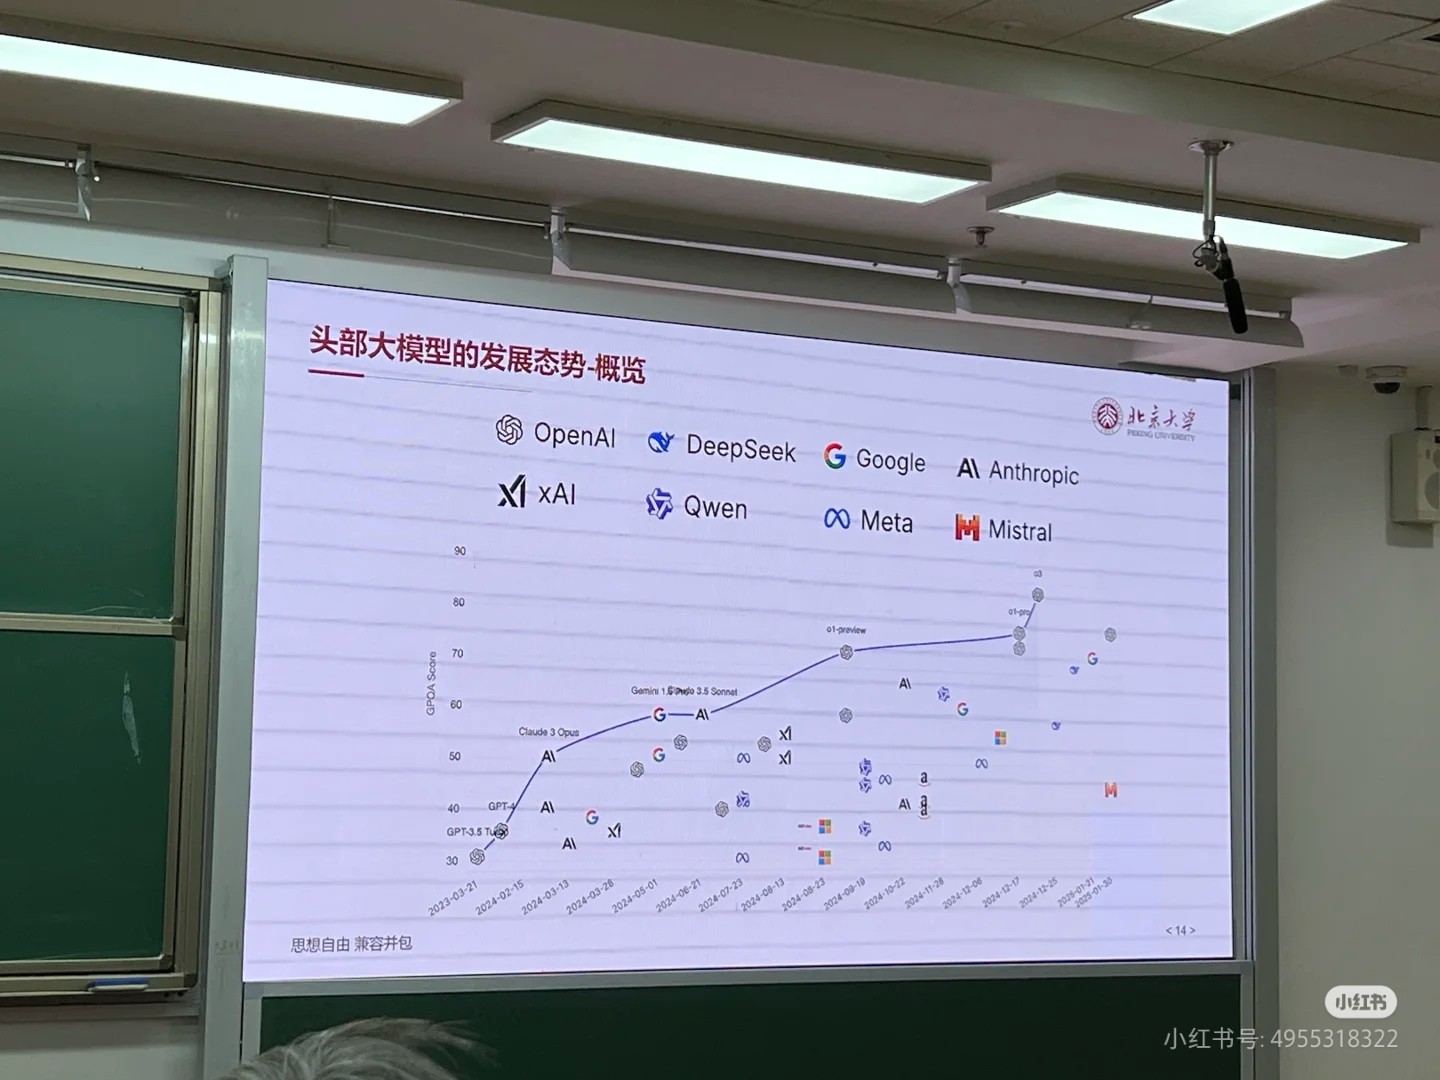 头部大模型的发展态势-概览
北京大学
PEKING UNIVERSITY
OpenAI
DeepSeek
Google
Anthropic
xAI
Qwen
Meta
Mistral
GPQA Score
90
80
70
60
50
40
30
o3
o1-pro
o1-preview
Claude 3.5 Sonnet
Gemini 1.5 Pro
Claude 3 Opus
GPT-4
GPT-3.5 Turbo
2023-03-21
2024-02-15
2024-03-13
2024-03-28
2024-05-01
2024-06-21
2024-07-23
2024-08-13
2024-08-23
2024-09-19
2024-10-22
2024-11-28
2024-12-06
2024-12-17
2024-12-25
2025-01-21
2025-01-30
思想自由 兼容并包
< 14 >
小红书
小红书号: 4955318322